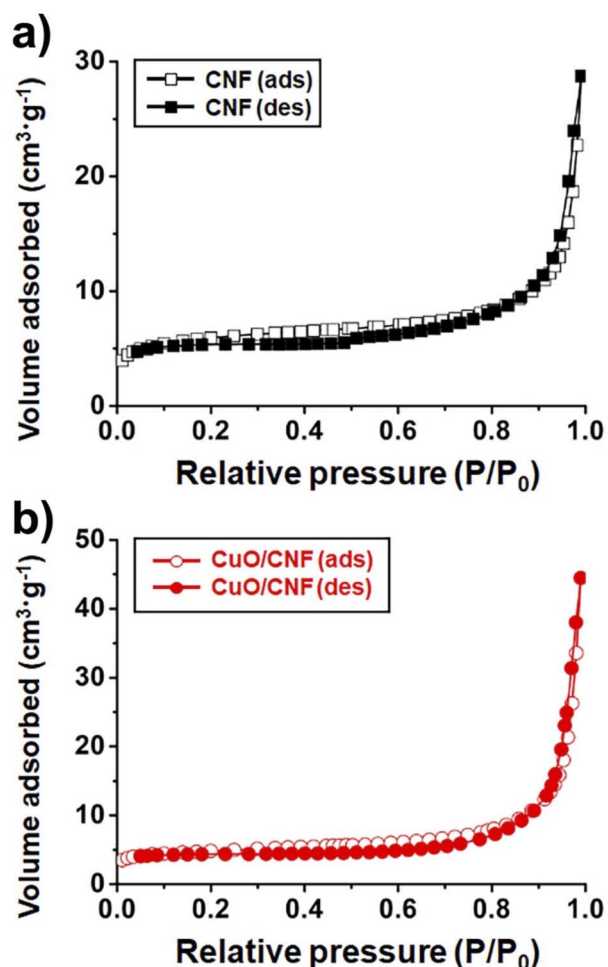 a)
CNF (ads)
CNF (des)
30
20
10
0
Volume adsorbed (cm³·g⁻¹)
0.0 0.2 0.4 0.6 0.8 1.0
Relative pressure (P/P₀)
b)
CuO/CNF (ads)
CuO/CNF (des)
50
40
30
20
10
0
Volume adsorbed (cm³·g⁻¹)
0.0 0.2 0.4 0.6 0.8 1.0
Relative pressure (P/P₀)